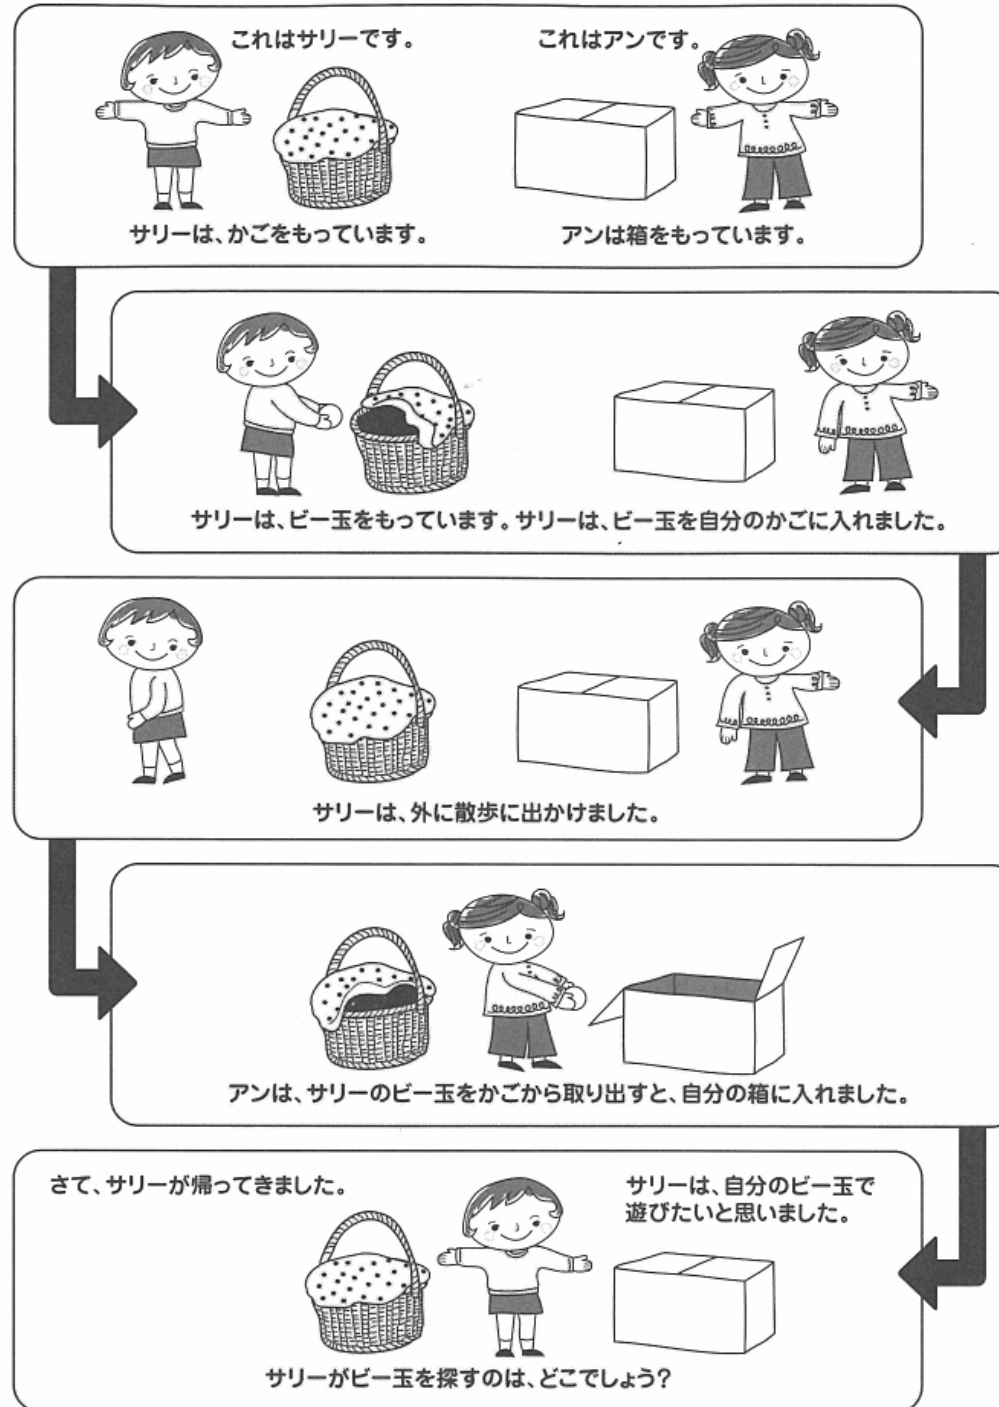 これはサリーです。
これはアンです。
サリーは、かごをもっています。
アンは箱をもっています。
サリーは、ビー玉をもっています。サリーは、ビー玉を自分のかごに入れました。
サリーは、外に散歩に出かけました。
アンは、サリーのビー玉をかごから取り出すと、自分の箱に入れました。
さて、サリーが帰ってきました。
サリーは、自分のビー玉で
遊びたいと思いました。
サリーがビー玉を探すのは、どこでしょう?